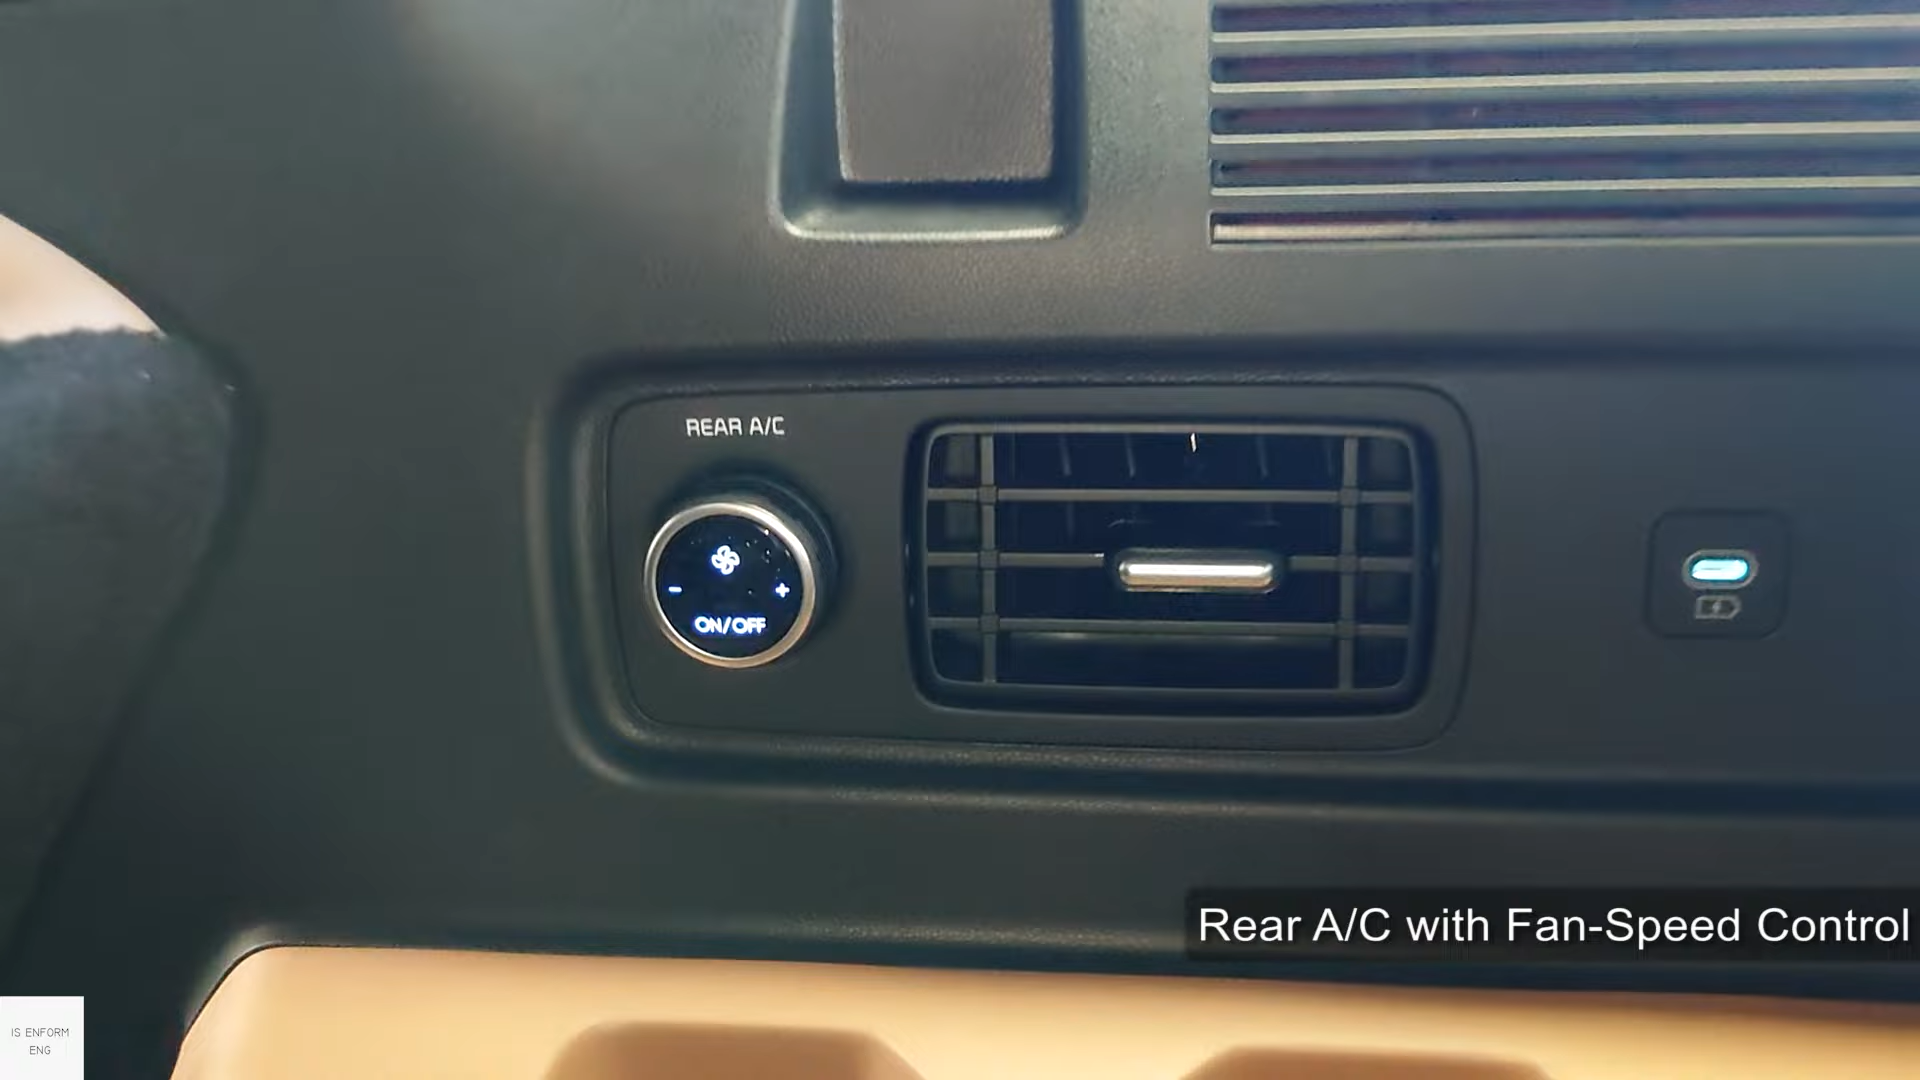 REAR A/C
- +
ON/OFF
Rear A/C with Fan-Speed Control
IS ENFORM
ENG